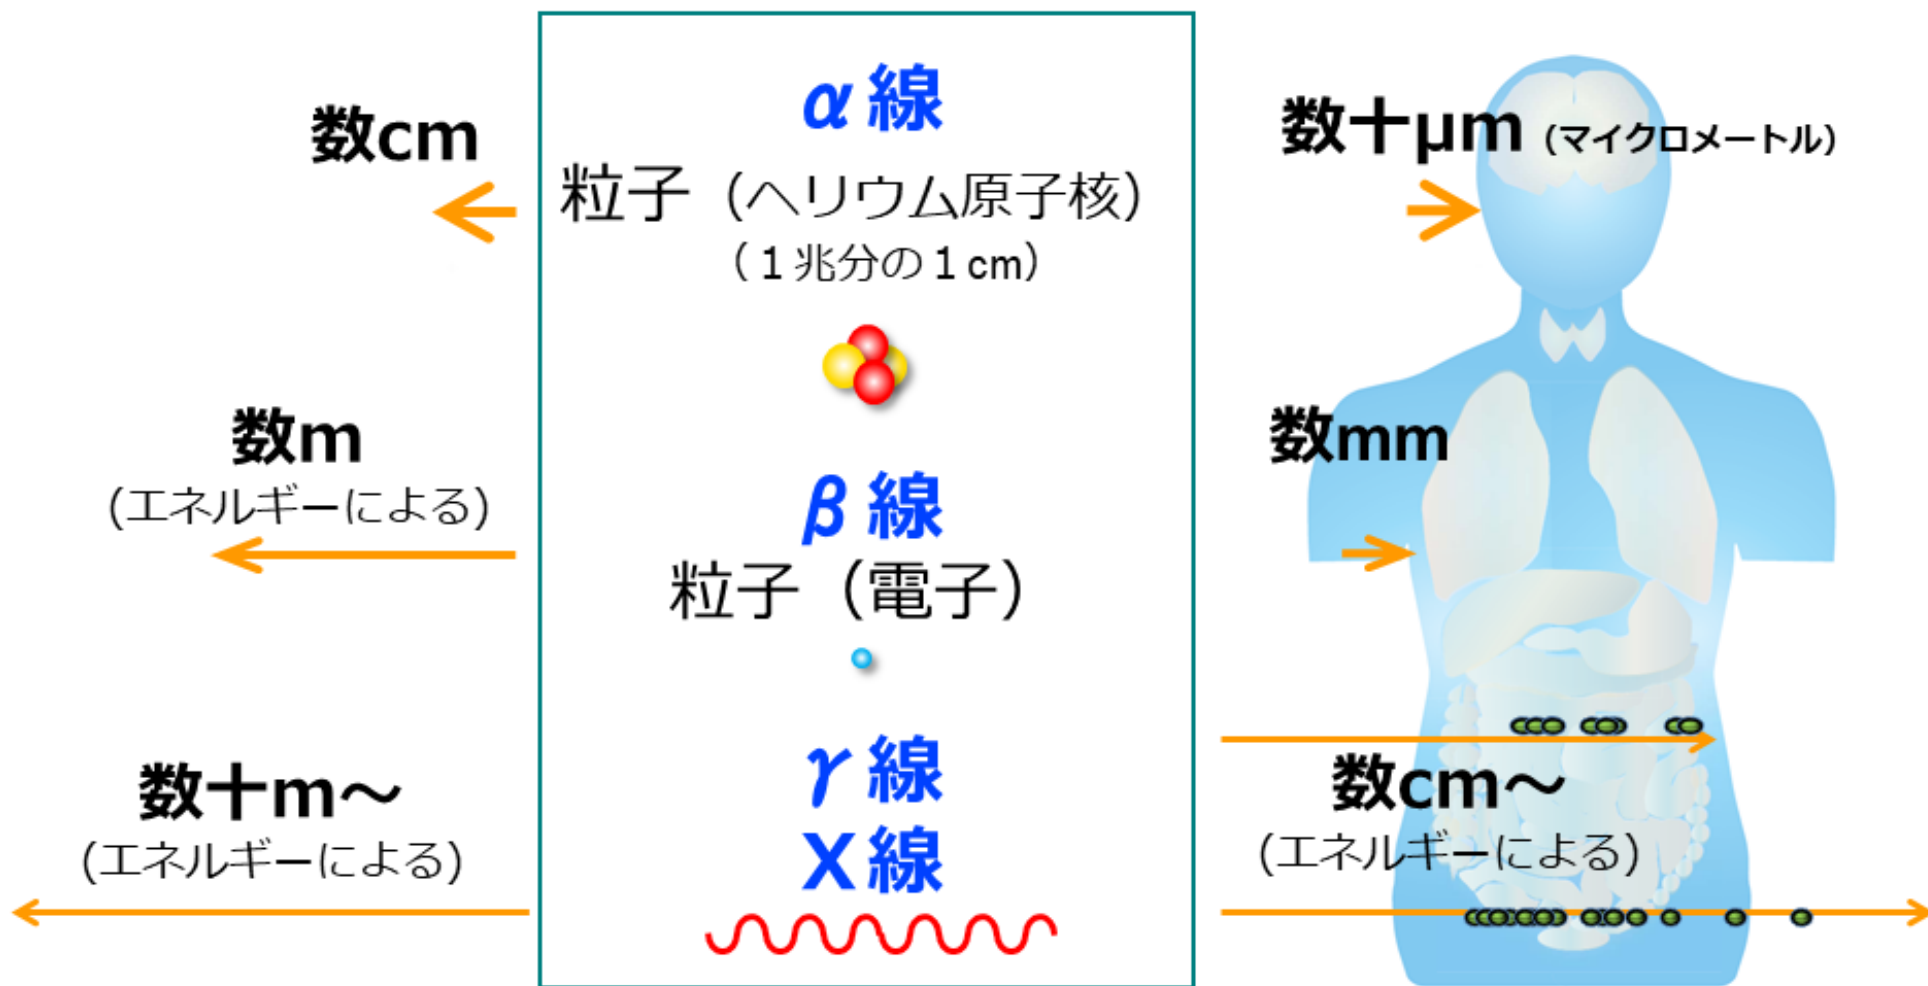 α線
粒子（ヘリウム原子核）
（１兆分の１cm）
数cm
数十μm（マイクロメートル）
β線
粒子（電子）
数m
(エネルギーによる)
数mm
γ線
X線
数十m～
(エネルギーによる)
数cm～
(エネルギーによる)